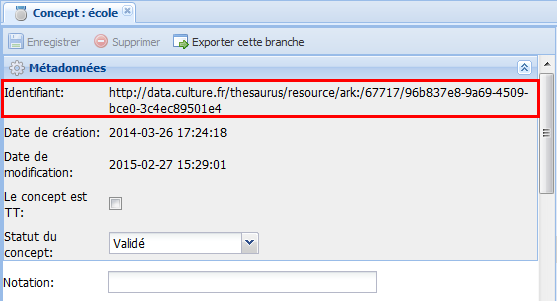 Concept : école
Enregistrer Supprimer Exporter cette branche
Métadonnées
Identifiant: http://data.culture.fr/thesaurus/resource/ark:/67717/96b837e8-9a69-4509-
bce0-3c4ec89501e4
Date de création: 2014-03-26 17:24:18
Date de
modification: 2015-02-27 15:29:01
Le concept est
TT:
Statut du
concept: Validé
Notation: